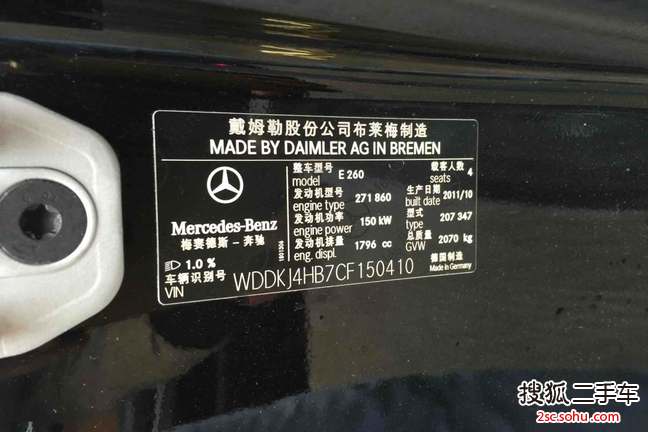 戴姆勒股份公司布莱梅制造
MADE BY DAIMLER AG IN BREMEN
Mercedes-Benz
梅赛德斯 - 奔驰
1.0 %
整车型号
model
E 260
载客人数
seats
4
发动机型号
engine type
271 860
生产日期
built date
2011/10
发动机功率
engine power
150 kW
型式
type
207 347
发动机排量
eng. displ.
1796 cc
总质量
GVW
2070 kg
德国制造
Made in Germany
车辆识别号
VIN
WDDKJ4HB7CF150410
搜狐 二手车
2sc.sohu.com